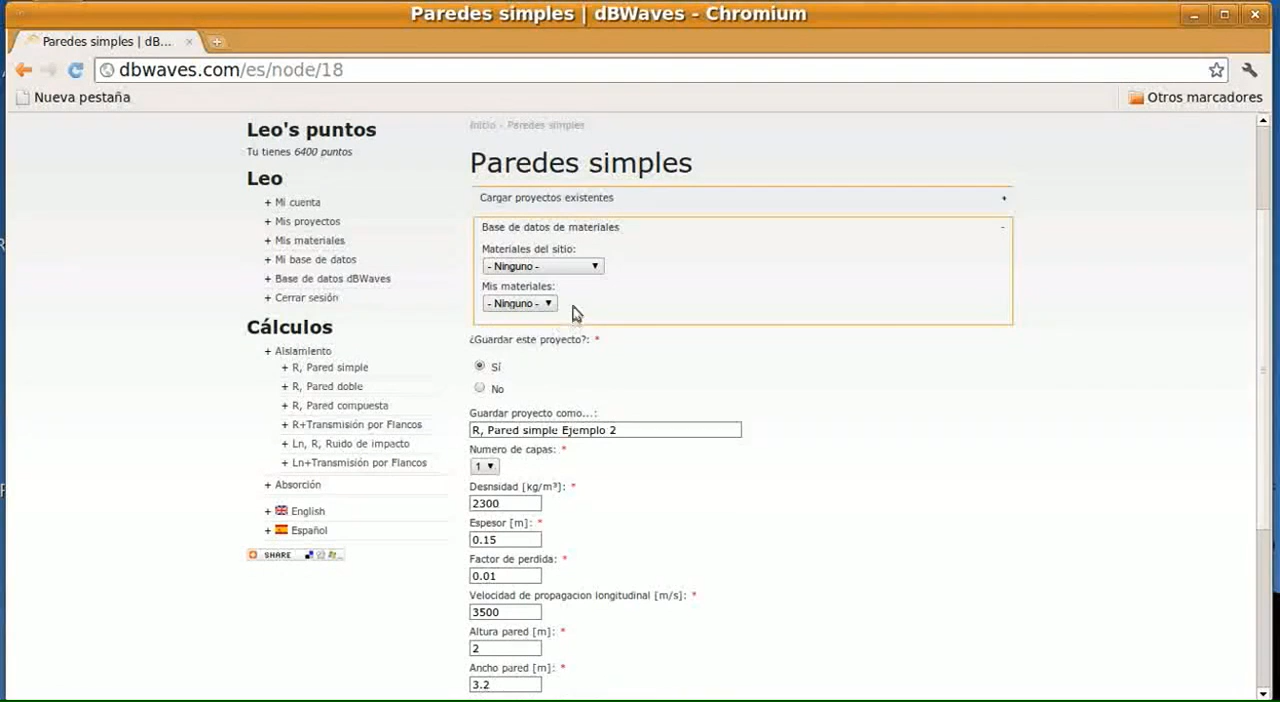 Paredes simples | dBWaves - Chromium
Paredes simples | dB...
dbwaves.com/es/node/18
Nueva pestaña
Otros marcadores
Leo's puntos
Tu tienes 6400 puntos
Leo
+ Mi cuenta
+ Mis proyectos
+ Mis materiales
+ Mi base de datos
+ Base de datos dBWaves
+ Cerrar sesión
Cálculos
+ Aislamiento
+ R, Pared simple
+ R, Pared doble
+ R, Pared compuesta
+ R+Transmisión por Flancos
+ Ln, R, Ruido de impacto
+ Ln+Transmisión por Flancos
+ Absorción
+ English
+ Español
SHARE
Inicio › Paredes simples
Paredes simples
Cargar proyectos existentes +
Base de datos de materiales -
Materiales del sitio:
- Ninguno -
Mis materiales:
- Ninguno -
¿Guardar este proyecto?: *
Sí
No
Guardar proyecto como...:
R, Pared simple Ejemplo 2
Numero de capas: *
1
Desnsidad [kg/m³]: *
2300
Espesor [m]: *
0.15
Factor de perdida: *
0.01
Velocidad de propagacion longitudinal [m/s]: *
3500
Altura pared [m]: *
2
Ancho pared [m]: *
3.2